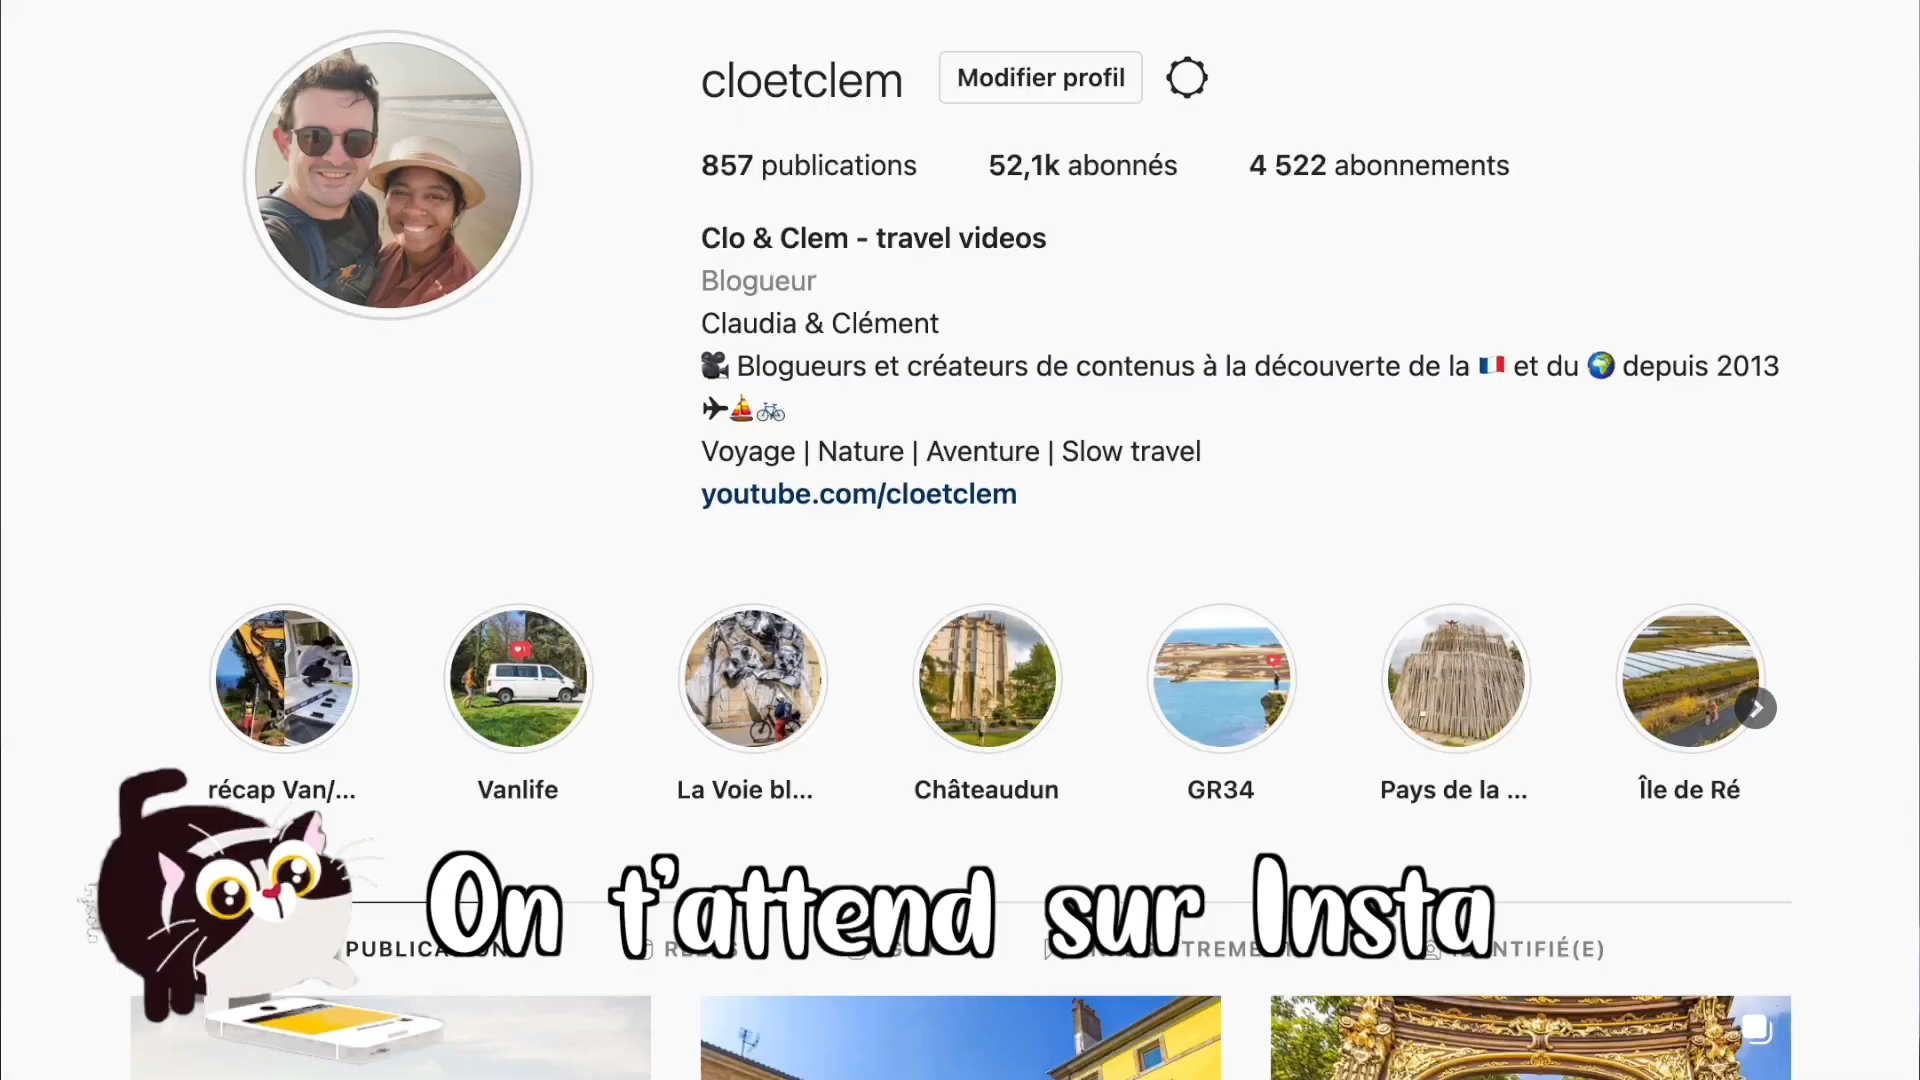 cloetclem
Modifier profil
857 publications
52,1k abonnés
4 522 abonnements
Clo & Clem - travel videos
Blogueur
Claudia & Clément
Blogueurs et créateurs de contenus à la découverte de la 🇫🇷 et du 🌍 depuis 2013
Voyage | Nature | Aventure | Slow travel
youtube.com/cloetclem
récap Van/...
Vanlife
La Voie bl...
Châteaudun
GR34
Pays de la ...
Île de Ré
On t'attend sur Insta